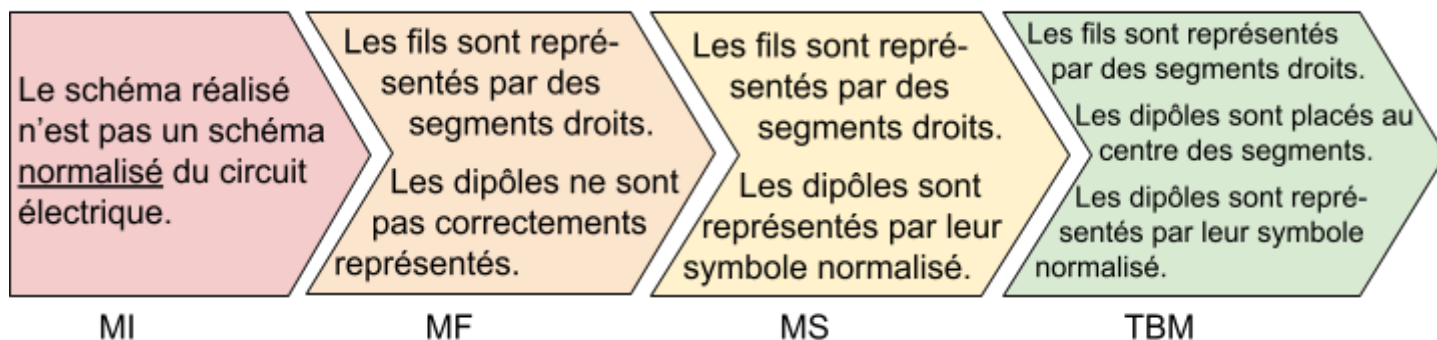 Le schéma réalisé
n'est pas un schéma
normalisé du circuit
électrique.
Les fils sont repré-
sentés par des
segments droits.
Les dipôles ne sont
pas correctements
représentés.
Les fils sont repré-
sentés par des
segments droits.
Les dipôles sont
représentés par leur
symbole normalisé.
Les fils sont représentés
par des segments droits.
Les dipôles sont placés au
centre des segments.
Les dipôles sont repré-
sentés par leur symbole
normalisé.
MI
MF
MS
TBM